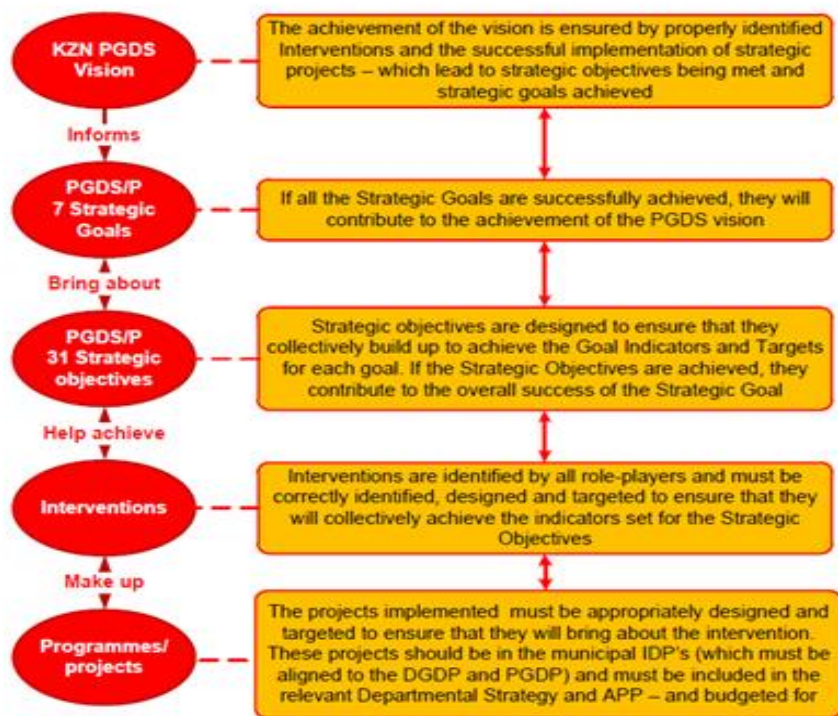 KZN PGDS
Vision
The achievement of the vision is ensured by properly identified
Interventions and the successful implementation of strategic
projects – which lead to strategic objectives being met and
strategic goals achieved
Informs
PGDS/P
7 Strategic
Goals
If all the Strategic Goals are successfully achieved, they will
contribute to the achievement of the PGDS vision
Bring about
PGDS/P
31 Strategic
objectives
Strategic objectives are designed to ensure that they
collectively build up to achieve the Goal Indicators and Targets
for each goal. If the Strategic Objectives are achieved, they
contribute to the overall success of the Strategic Goal
Help achieve
Interventions
Interventions are identified by all role-players and must be
correctly identified, designed and targeted to ensure that they
will collectively achieve the indicators set for the Strategic
Objectives
Make up
Programmes/
projects
The projects implemented must be appropriately designed and
targeted to ensure that they will bring about the intervention.
These projects should be in the municipal IDP's (which must be
aligned to the DGDP and PGDP) and must be included in the
relevant Departmental Strategy and APP – and budgeted for